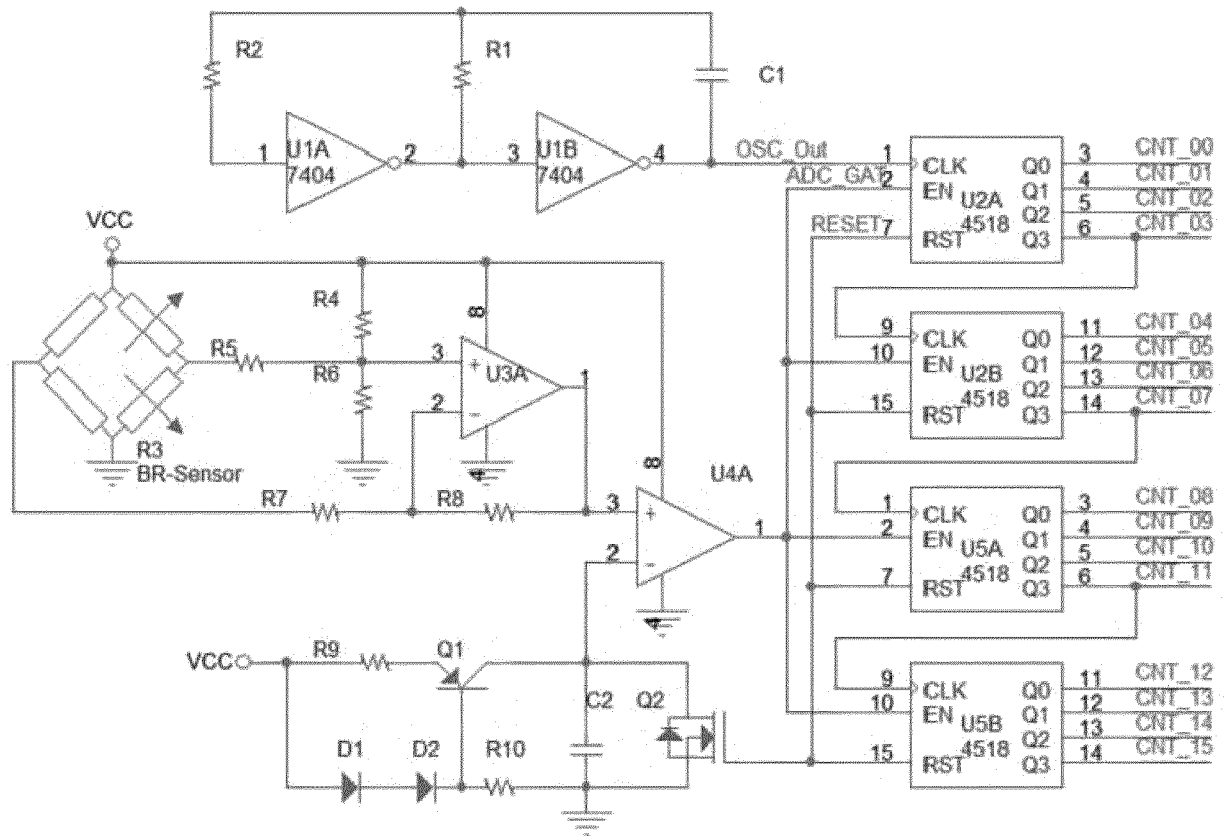 R2
R1
C1
1
U1A
7404
2
3
U1B
7404
4
OSC_Out
ADC_GAT
RESET
1
CLK
2
EN
7
RST
U2A
4518
Q0
3
CNT_00
Q1
4
CNT_01
Q2
5
CNT_02
Q3
6
CNT_03
VCC
R4
R5
R6
8
3
+
U3A
2
-
1
4
R3
BR-Sensor
R7
R8
9
CLK
10
EN
15
RST
U2B
4518
Q0
11
CNT_04
Q1
12
CNT_05
Q2
13
CNT_06
Q3
14
CNT_07
8
U4A
3
+
2
-
1
4
1
CLK
2
EN
7
RST
U5A
4518
Q0
3
CNT_08
Q1
4
CNT_09
Q2
5
CNT_10
Q3
6
CNT_11
VCC
R9
Q1
C2
Q2
D1
D2
R10
9
CLK
10
EN
15
RST
U5B
4518
Q0
11
CNT_12
Q1
12
CNT_13
Q2
13
CNT_14
Q3
14
CNT_15